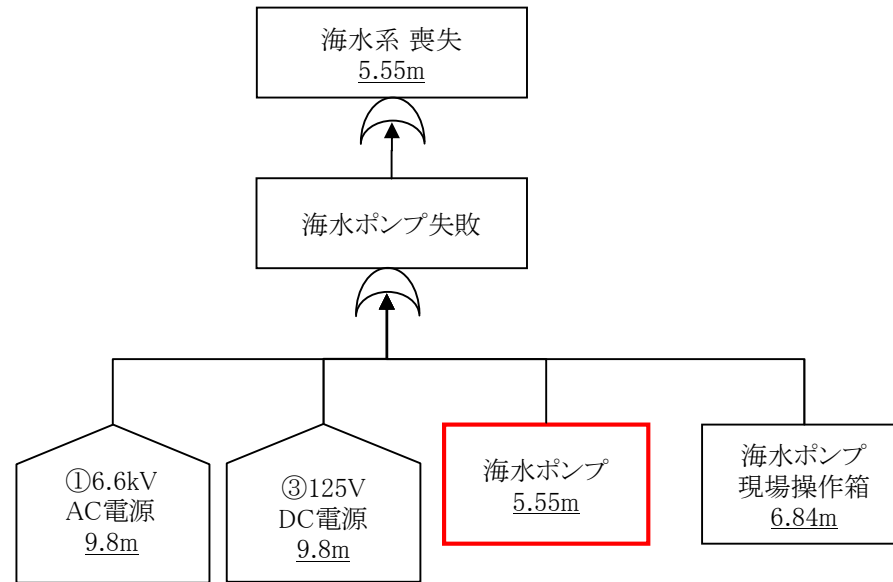 海水系 喪失
5.55m
海水ポンプ失敗
①6.6kV
AC電源
9.8m
③125V
DC電源
9.8m
海水ポンプ
5.55m
海水ポンプ
現場操作箱
6.84m